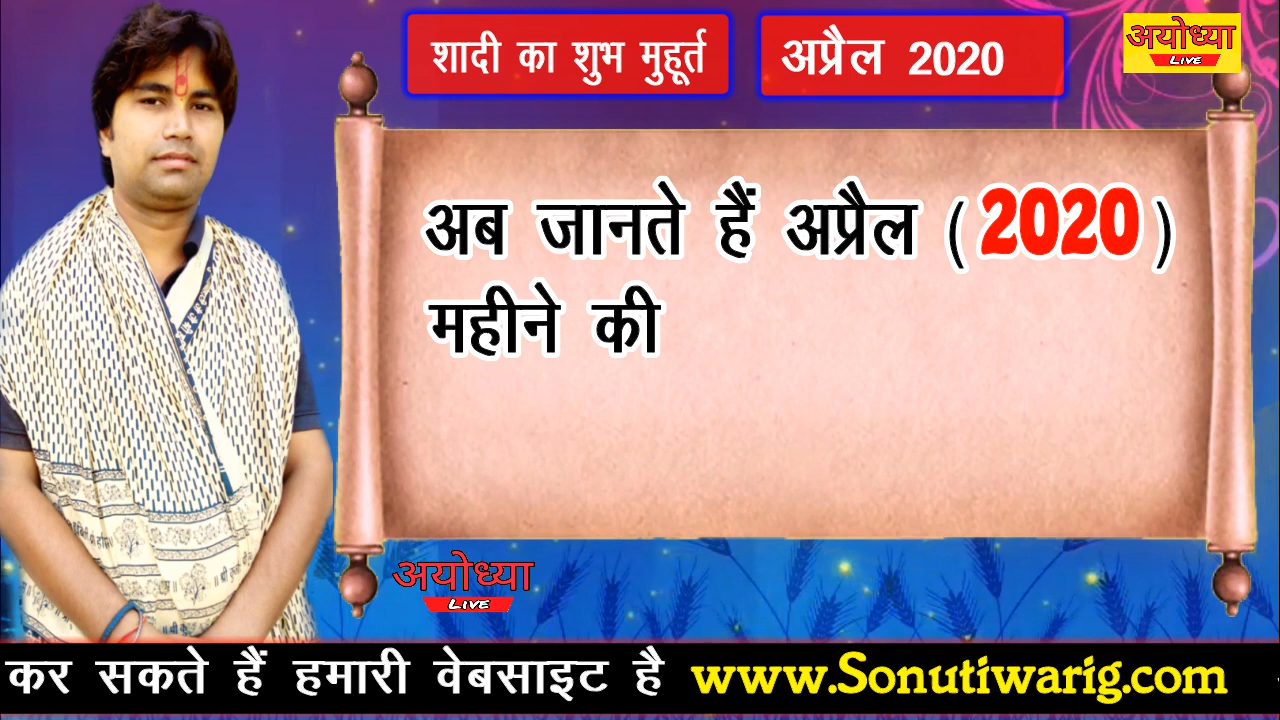 शादी का शुभ मुहूर्त
अप्रैल 2020
अयोध्या
LIVE
अब जानते हैं अप्रैल (2020)
महीने की
अयोध्या
LIVE
कर सकते हैं हमारी वेबसाइट है www.Sonutiwarig.com